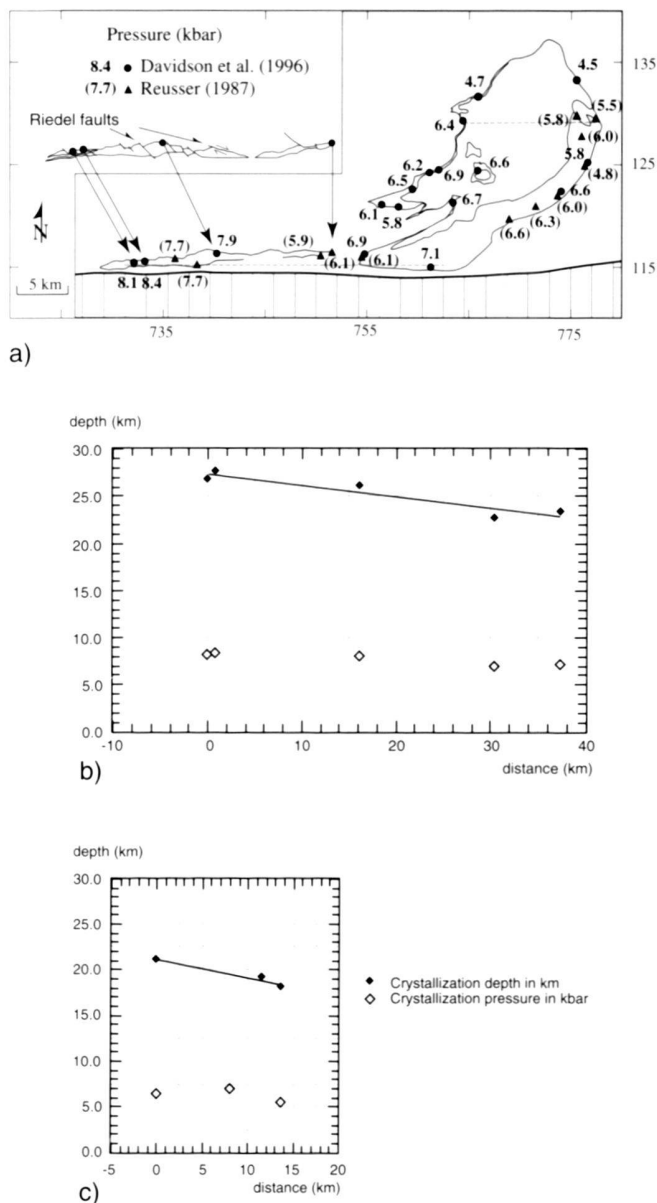 Pressure (kbar)
8.4 ● Davidson et al. (1996)
(7.7) ▲ Reusser (1987)
Riedel faults
N
5 km
135
125
115
4.5
4.7
(5.5)
(5.8)
6.4
(6.0)
6.2
6.9
6.6
5.8
(4.8)
6.5
6.7
6.6
(6.0)
6.1
5.8
(6.3)
(6.6)
(7.7)
7.9
(5.9)
6.9
(6.1)
(6.1)
7.1
8.1
8.4
(7.7)
735
755
775
a)
depth (km)
30.0
25.0
20.0
15.0
10.0
5.0
0.0
-10 0 10 20 30 40
distance (km)
b)
depth (km)
30.0
25.0
20.0
15.0
10.0
5.0
0.0
-5 0 5 10 15 20
distance (km)
◆ Crystallization depth in km
◇ Crystallization pressure in kbar
c)